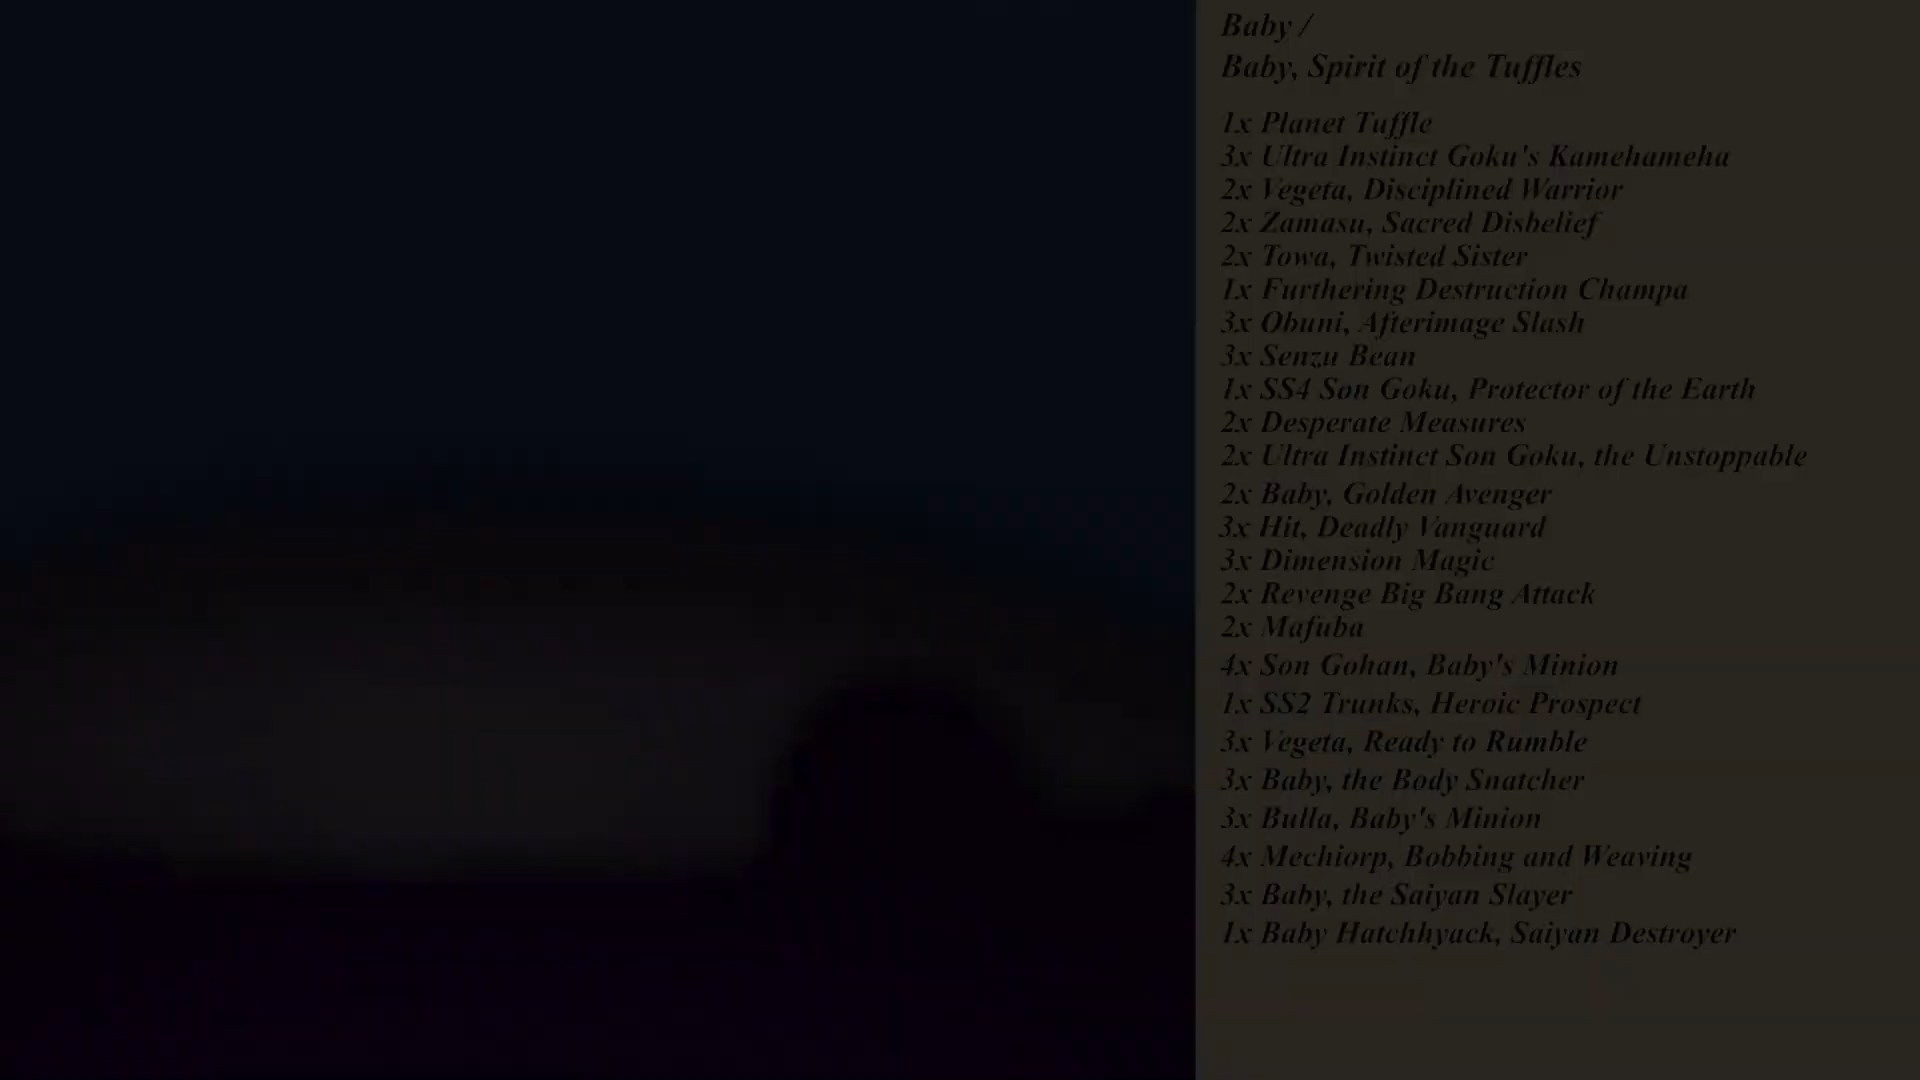 Baby /
Baby, Spirit of the Tuffles
1x Planet Tuffle
3x Ultra Instinct Goku's Kamehameha
2x Vegeta, Disciplined Warrior
2x Zamasu, Sacred Disbelief
2x Towa, Twisted Sister
1x Furthering Destruction Champa
3x Obuni, Afterimage Slash
3x Senzu Bean
1x SS4 Son Goku, Protector of the Earth
2x Desperate Measures
2x Ultra Instinct Son Goku, the Unstoppable
2x Baby, Golden Avenger
3x Hit, Deadly Vanguard
3x Dimension Magic
2x Revenge Big Bang Attack
2x Mafuba
4x Son Gohan, Baby's Minion
1x SS2 Trunks, Heroic Prospect
3x Vegeta, Ready to Rumble
3x Baby, the Body Snatcher
3x Bulla, Baby's Minion
4x Mechiorp, Bobbing and Weaving
3x Baby, the Saiyan Slayer
1x Baby Hatchhyack, Saiyan Destroyer